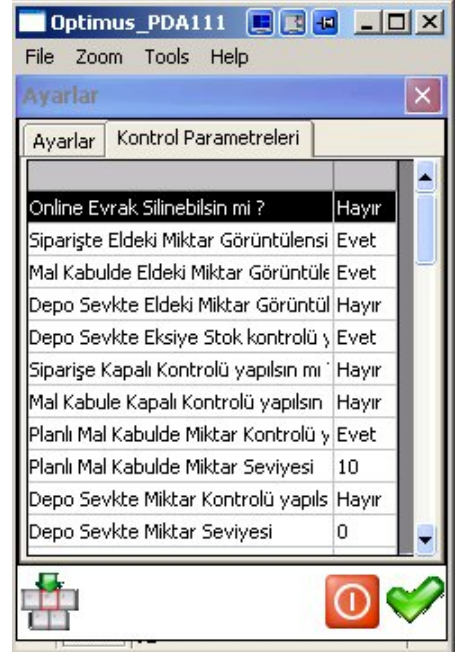 Optimus_PDA111
File Zoom Tools Help
Ayarlar
Ayarlar Kontrol Parametreleri
Online Evrak Silinebilsin mi ? Hayır
Siparişte Eldeki Miktar Görüntülensi Evet
Mal Kabulde Eldeki Miktar Görüntüle Evet
Depo Sevkte Eldeki Miktar Görüntül Hayır
Depo Sevkte Eksiye Stok kontrolü y Evet
Siparişe Kapalı Kontrolü yapılsın mı Hayır
Mal Kabule Kapalı Kontrolü yapılsın Hayır
Planlı Mal Kabulde Miktar Kontrolü y Evet
Planlı Mal Kabulde Miktar Seviyesi 10
Depo Sevkte Miktar Kontrolü yapıls Hayır
Depo Sevkte Miktar Seviyesi 0